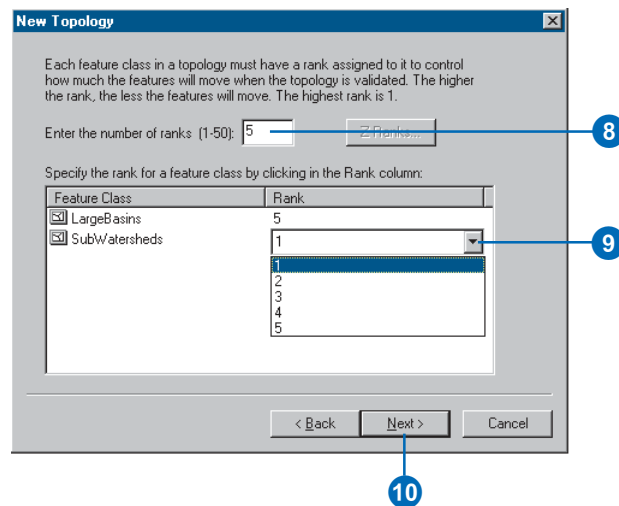 New Topology
Each feature class in a topology must have a rank assigned to it to control
how much the features will move when the topology is validated. The higher
the rank, the less the features will move. The highest rank is 1.
Enter the number of ranks (1-50): 5 Z Ranks... 8
Specify the rank for a feature class by clicking in the Rank column:
Feature Class Rank
LargeBasins 5
SubWatersheds 1 9
1
2
3
4
5
< Back Next > Cancel
10